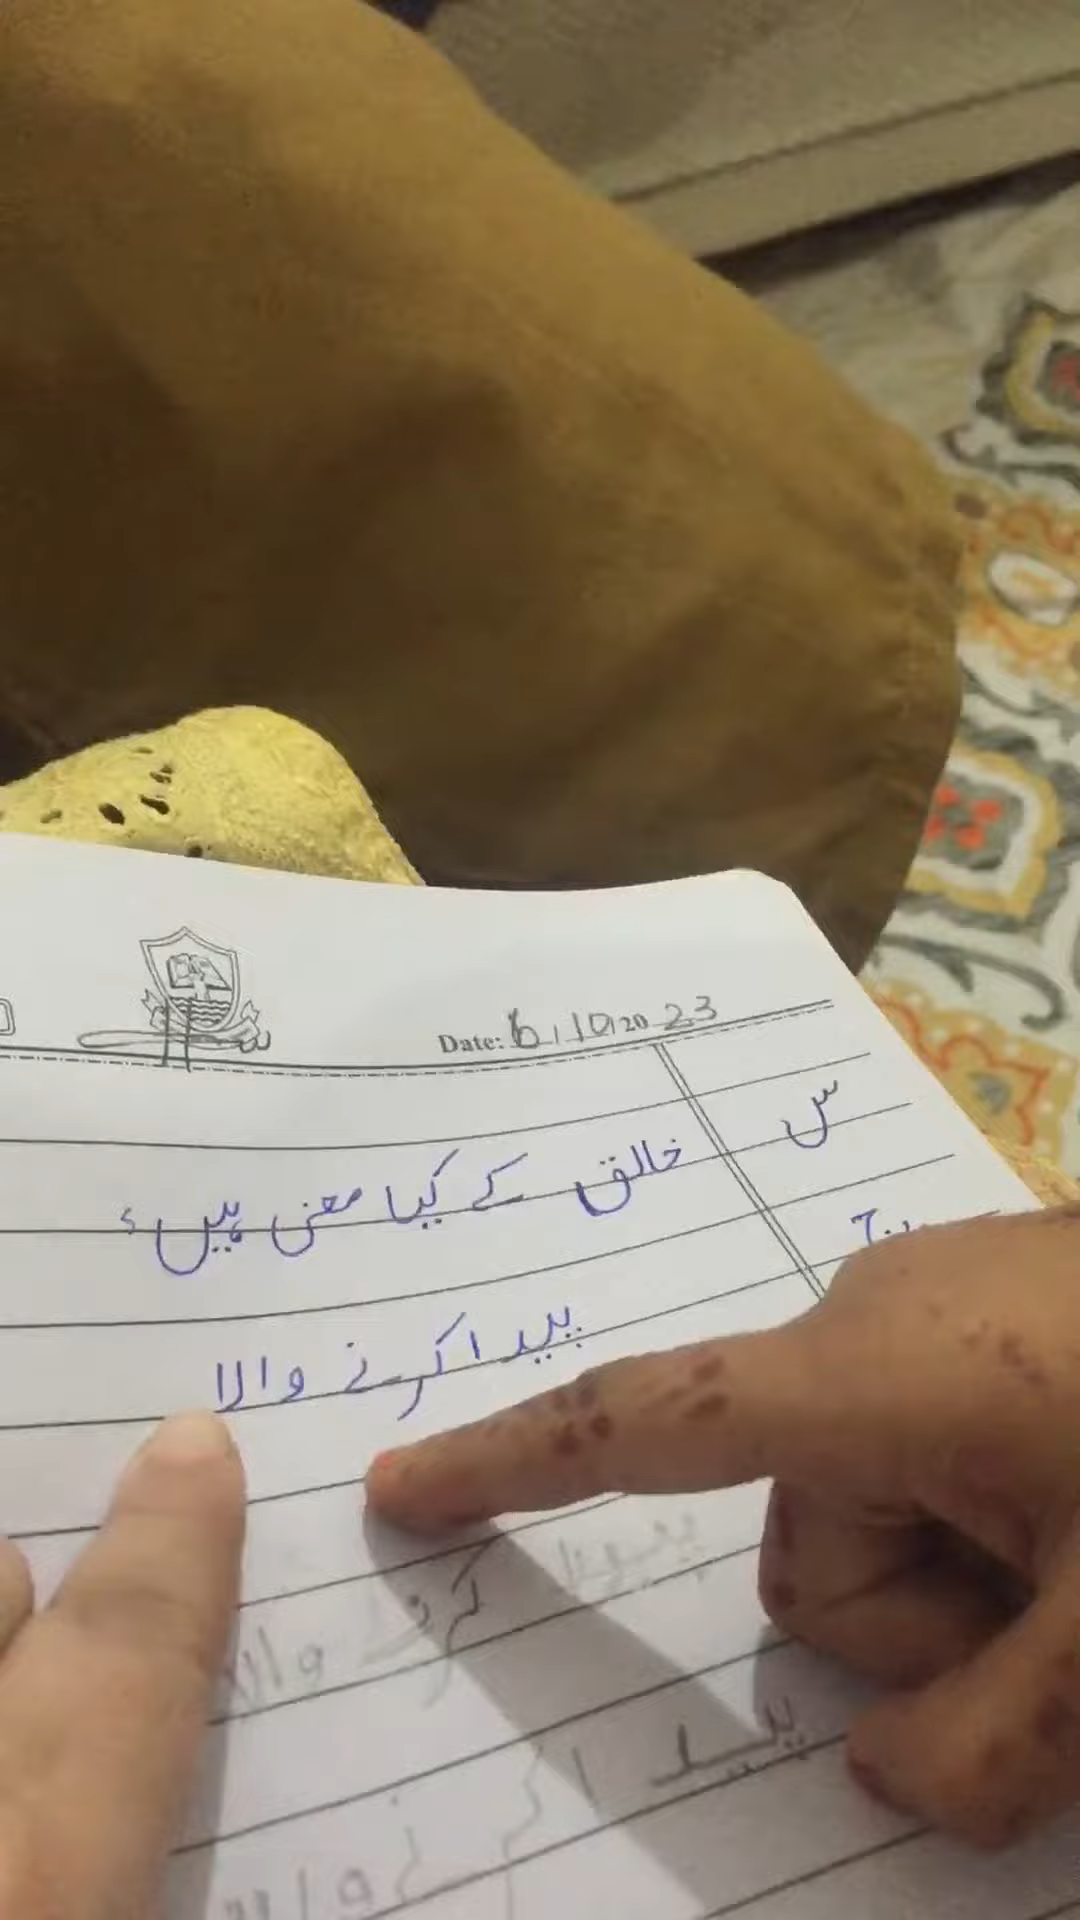 Date: 6.10.2023
س خالق کے کیا معنی ہیں؟
ج پیدا کرنے والا
پیدا کرنے والا
پیدا کرنے والا